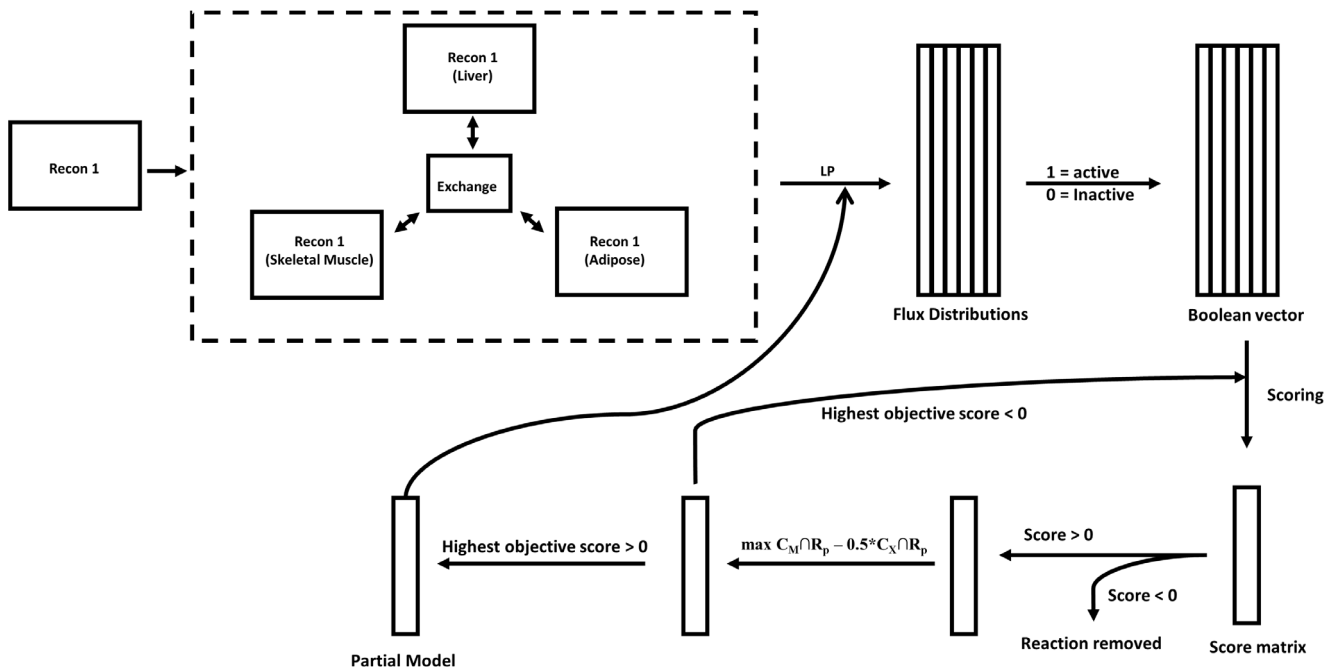 Recon 1
Recon 1
(Liver)
Exchange
Recon 1
(Skeletal Muscle)
Recon 1
(Adipose)
LP
Flux Distributions
1 = active
0 = Inactive
Boolean vector
Scoring
Highest objective score < 0
Score matrix
Score > 0
Score < 0
Reaction removed
max C_M∩R_p – 0.5*C_X∩R_p
Highest objective score > 0
Partial Model